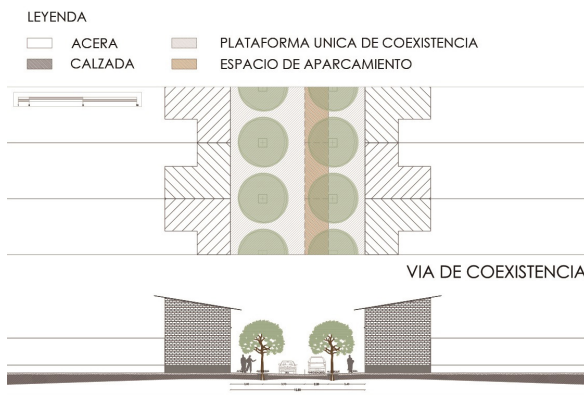 LEYENDA
ACERA
PLATAFORMA UNICA DE COEXISTENCIA
CALZADA
ESPACIO DE APARCAMIENTO
VIA DE COEXISTENCIA